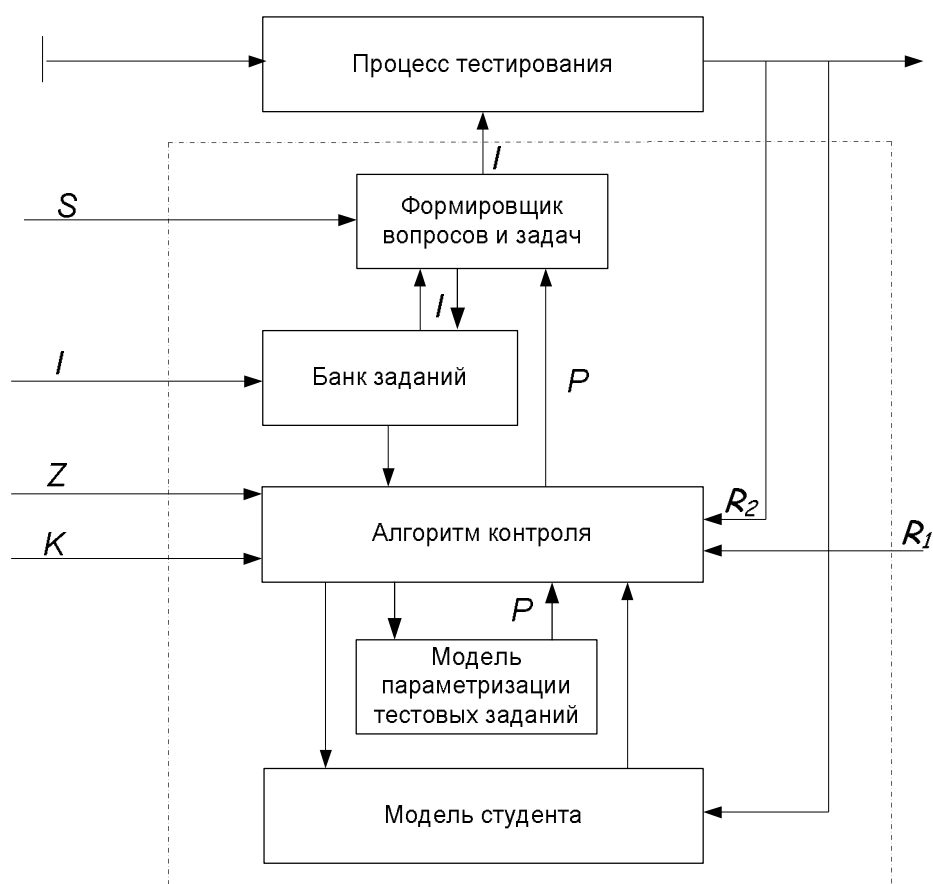 Процесс тестирования
I
S
Формировщик
вопросов и задач
I
I
Банк заданий
P
Z
R2
Алгоритм контроля
K
R1
P
Модель
параметризации
тестовых заданий
Модель студента